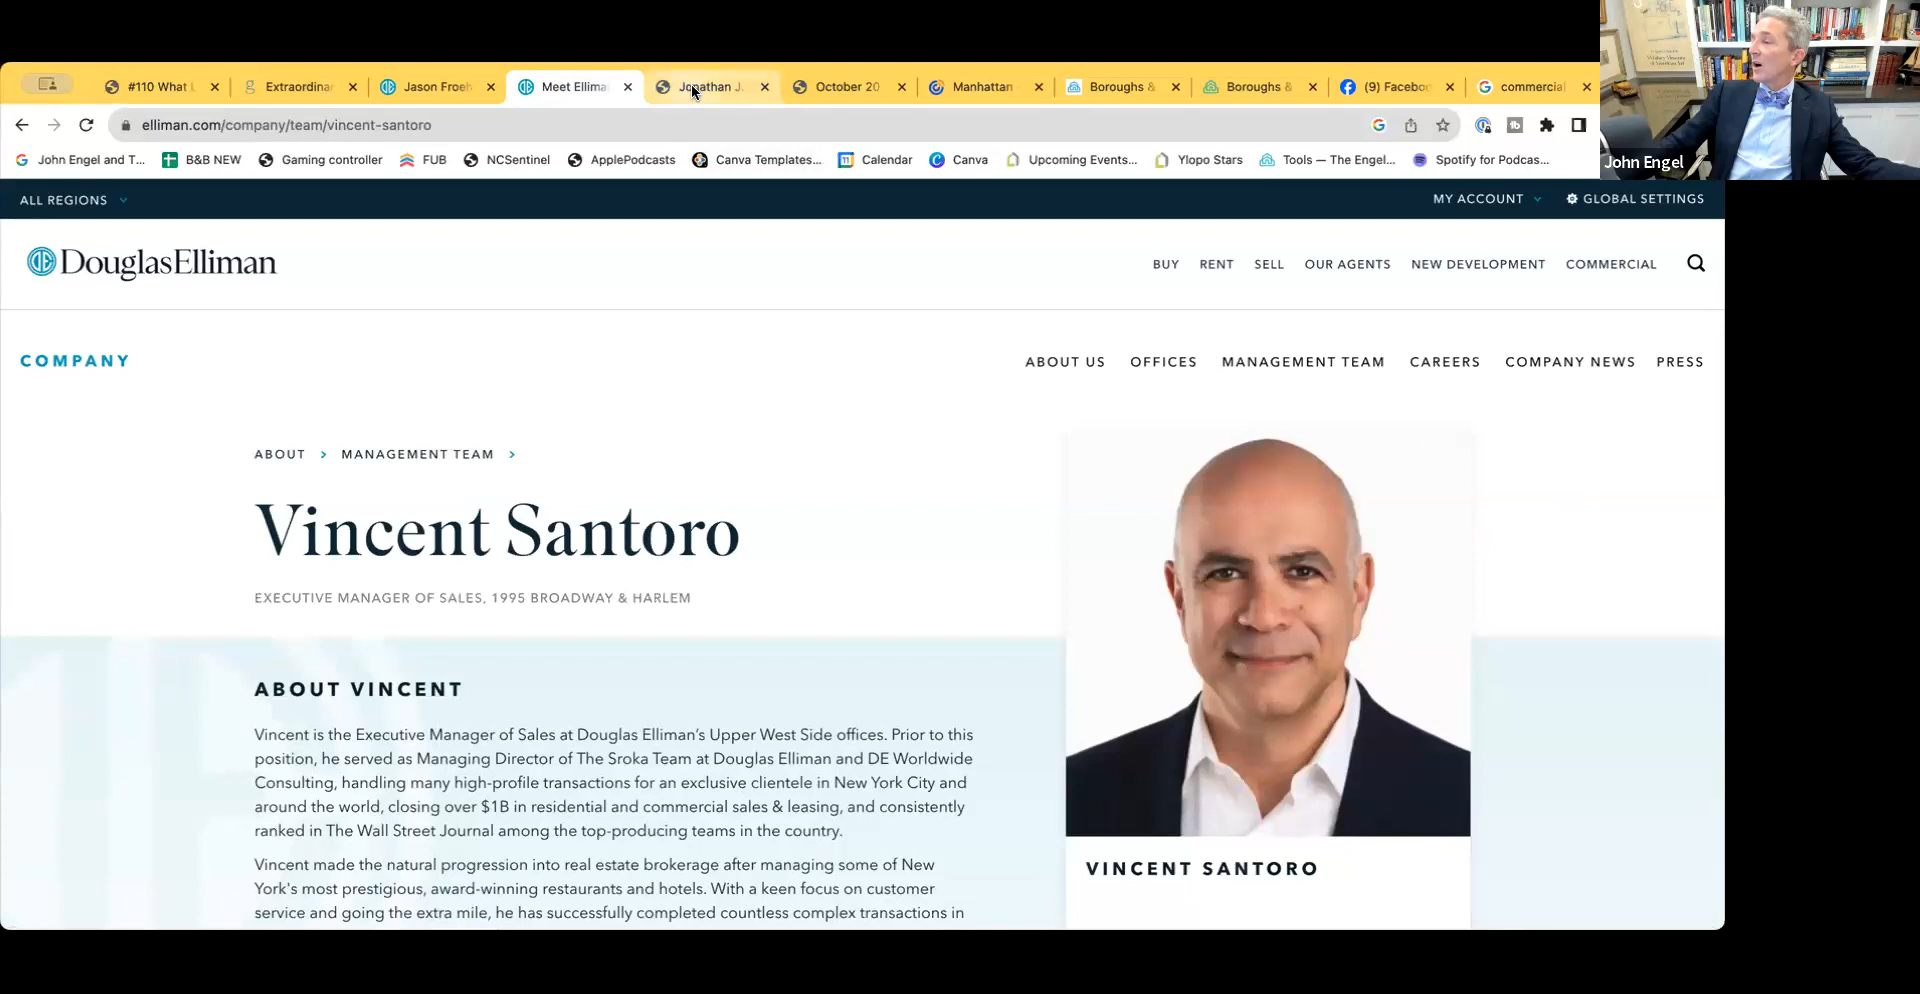 #110 What L
Extraordinar
Jason Froeh
Meet Ellima
Jonathan J.
October 20
Manhattan
Boroughs &
Boroughs &
(9) Faceboo
commercial
elliman.com/company/team/vincent-santoro
John Engel and T...
B&B NEW
Gaming controller
FUB
NCSentinel
ApplePodcasts
Canva Templates...
Calendar
Canva
Upcoming Events...
Ylopo Stars
Tools — The Engel...
Spotify for Podcas...
John Engel
ALL REGIONS
MY ACCOUNT
GLOBAL SETTINGS
DouglasElliman
BUY
RENT
SELL
OUR AGENTS
NEW DEVELOPMENT
COMMERCIAL
COMPANY
ABOUT US
OFFICES
MANAGEMENT TEAM
CAREERS
COMPANY NEWS
PRESS
ABOUT > MANAGEMENT TEAM >
Vincent Santoro
EXECUTIVE MANAGER OF SALES, 1995 BROADWAY & HARLEM
ABOUT VINCENT
Vincent is the Executive Manager of Sales at Douglas Elliman's Upper West Side offices. Prior to this
position, he served as Managing Director of The Sroka Team at Douglas Elliman and DE Worldwide
Consulting, handling many high-profile transactions for an exclusive clientele in New York City and
around the world, closing over $1B in residential and commercial sales & leasing, and consistently
ranked in The Wall Street Journal among the top-producing teams in the country.
Vincent made the natural progression into real estate brokerage after managing some of New
York's most prestigious, award-winning restaurants and hotels. With a keen focus on customer
service and going the extra mile, he has successfully completed countless complex transactions in
VINCENT SANTORO